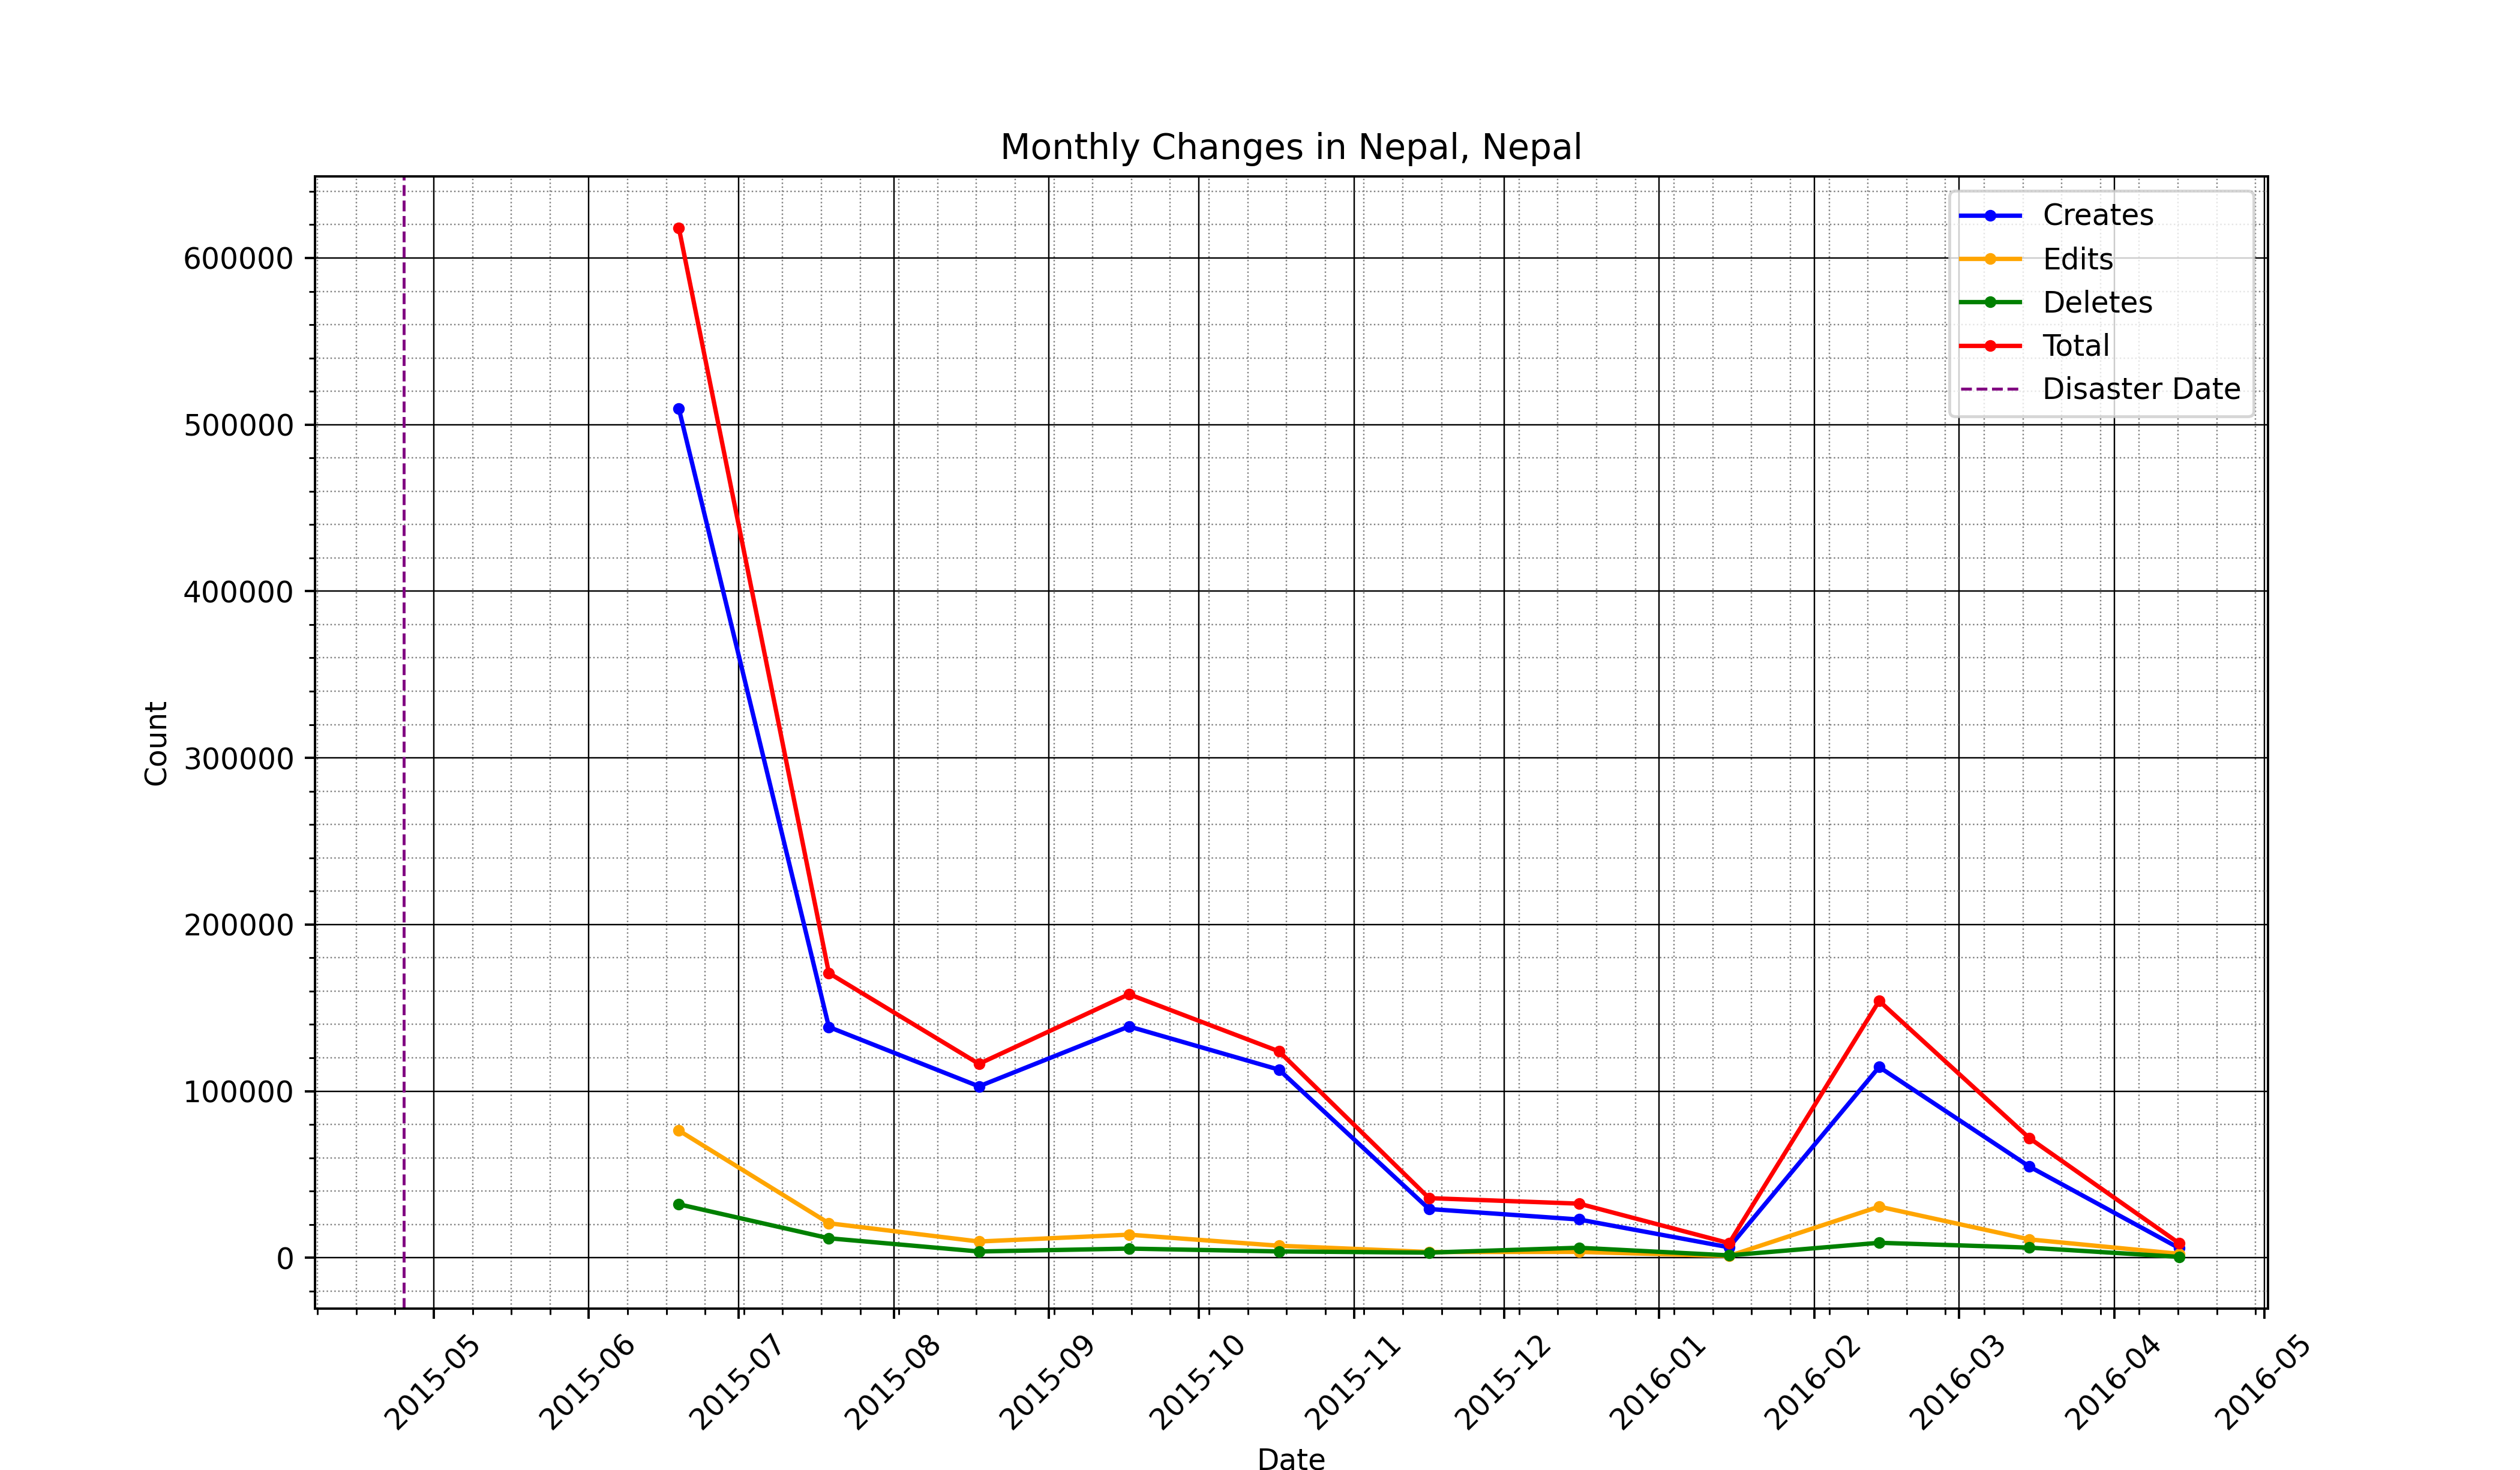 Monthly Changes in Nepal, Nepal
Creates
Edits
Deletes
Total
Disaster Date
600000
500000
400000
300000
200000
100000
0
Count
2015-05
2015-06
2015-07
2015-08
2015-09
2015-10
2015-11
2015-12
2016-01
2016-02
2016-03
2016-04
2016-05
Date